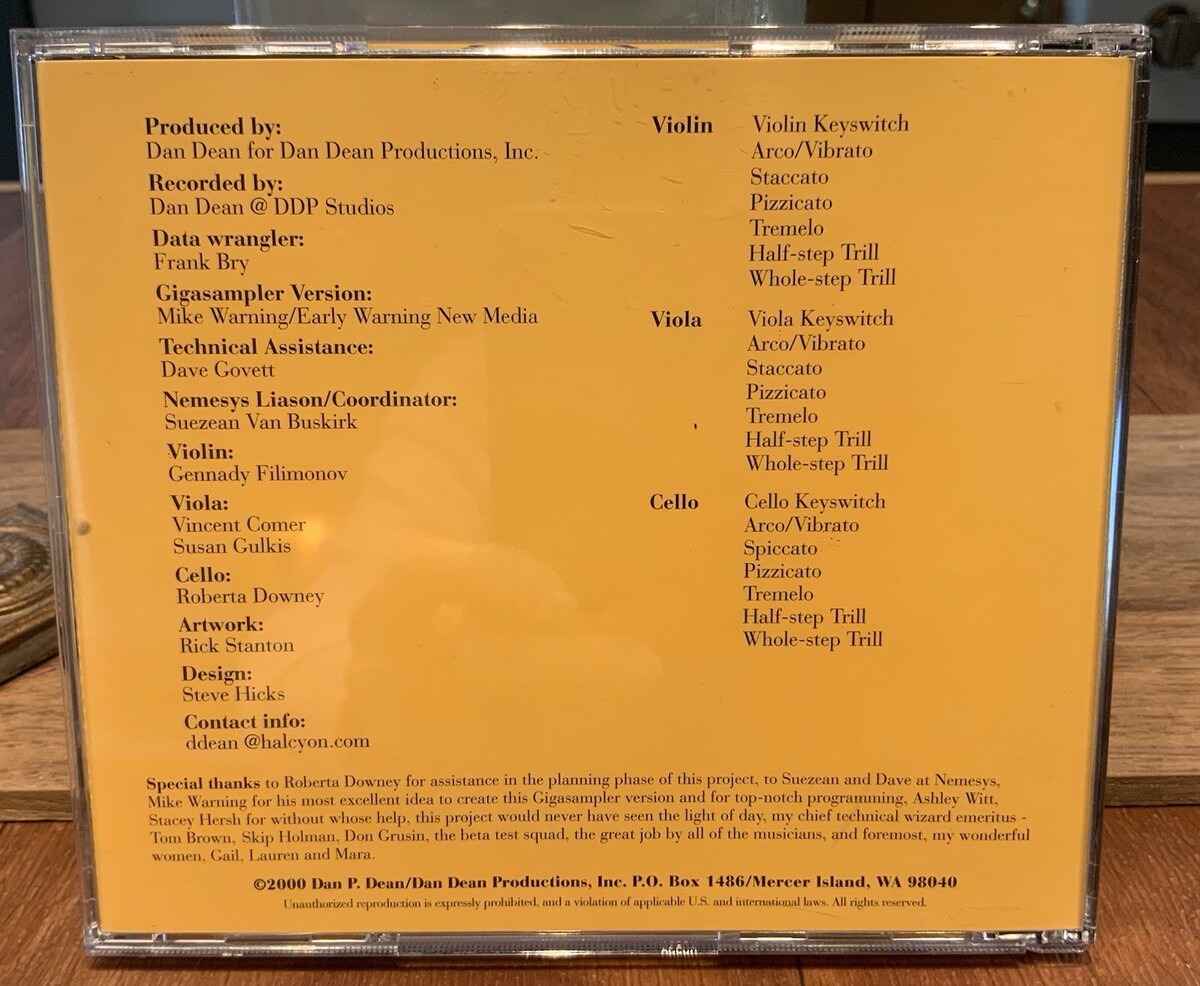 Produced by:
Dan Dean for Dan Dean Productions, Inc.
Recorded by:
Dan Dean @ DDP Studios
Data wrangler:
Frank Bry
Gigasampler Version:
Mike Warning/Early Warning New Media
Technical Assistance:
Dave Govett
Nemesys Liason/Coordinator:
Suezean Van Buskirk
Violin:
Gennady Filimonov
Viola:
Vincent Comer
Susan Gulkis
Cello:
Roberta Downey
Artwork:
Rick Stanton
Design:
Steve Hicks
Contact info:
ddean @halcyon.com
Violin Violin Keyswitch
Arco/Vibrato
Staccato
Pizzicato
Tremelo
Half-step Trill
Whole-step Trill
Viola Viola Keyswitch
Arco/Vibrato
Staccato
Pizzicato
Tremelo
Half-step Trill
Whole-step Trill
Cello Cello Keyswitch
Arco/Vibrato
Spiccato
Pizzicato
Tremelo
Half-step Trill
Whole-step Trill
Special thanks to Roberta Downey for assistance in the planning phase of this project, to Suezean and Dave at Nemesys,
Mike Warning for his most excellent idea to create this Gigasampler version and for top-notch programming, Ashley Witt,
Stacey Hersh for without whose help, this project would never have seen the light of day, my chief technical wizard emeritus -
Tom Brown, Skip Holman, Don Grusin, the beta test squad, the great job by all of the musicians, and foremost, my wonderful
women, Gail, Lauren and Mara.
©2000 Dan P. Dean/Dan Dean Productions, Inc. P.O. Box 1486/Mercer Island, WA 98040
Unauthorized reproduction is expressly prohibited, and a violation of applicable U.S. and international laws. All rights reserved.